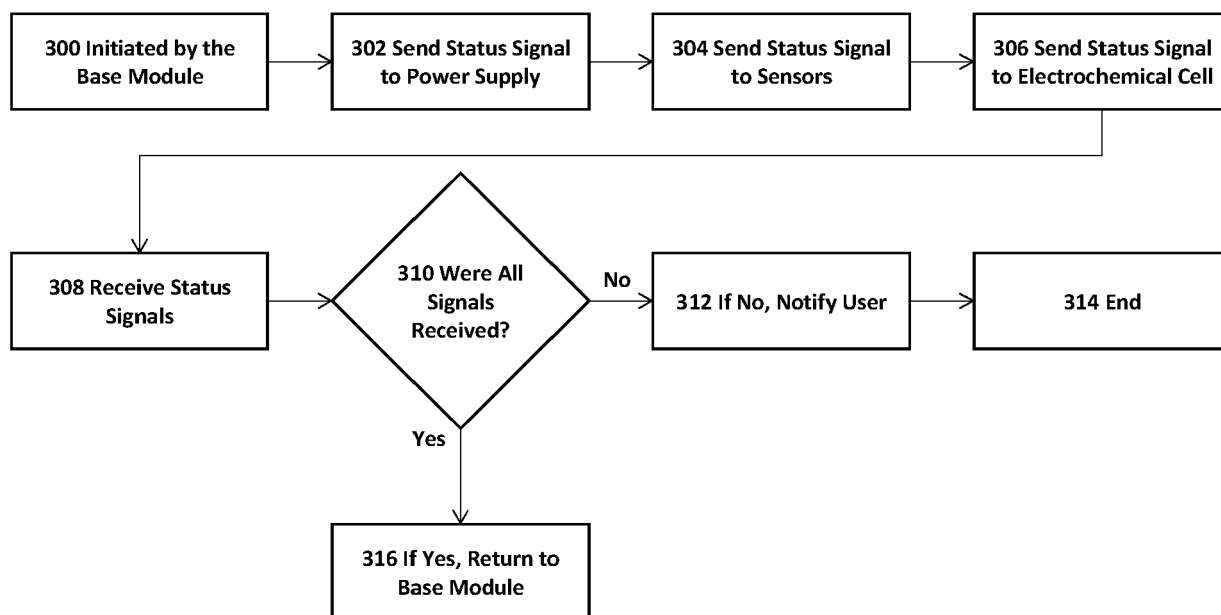 300 Initiated by the
Base Module
302 Send Status Signal
to Power Supply
304 Send Status Signal
to Sensors
306 Send Status Signal
to Electrochemical Cell
308 Receive Status
Signals
310 Were All
Signals
Received?
No
312 If No, Notify User
314 End
Yes
316 If Yes, Return to
Base Module